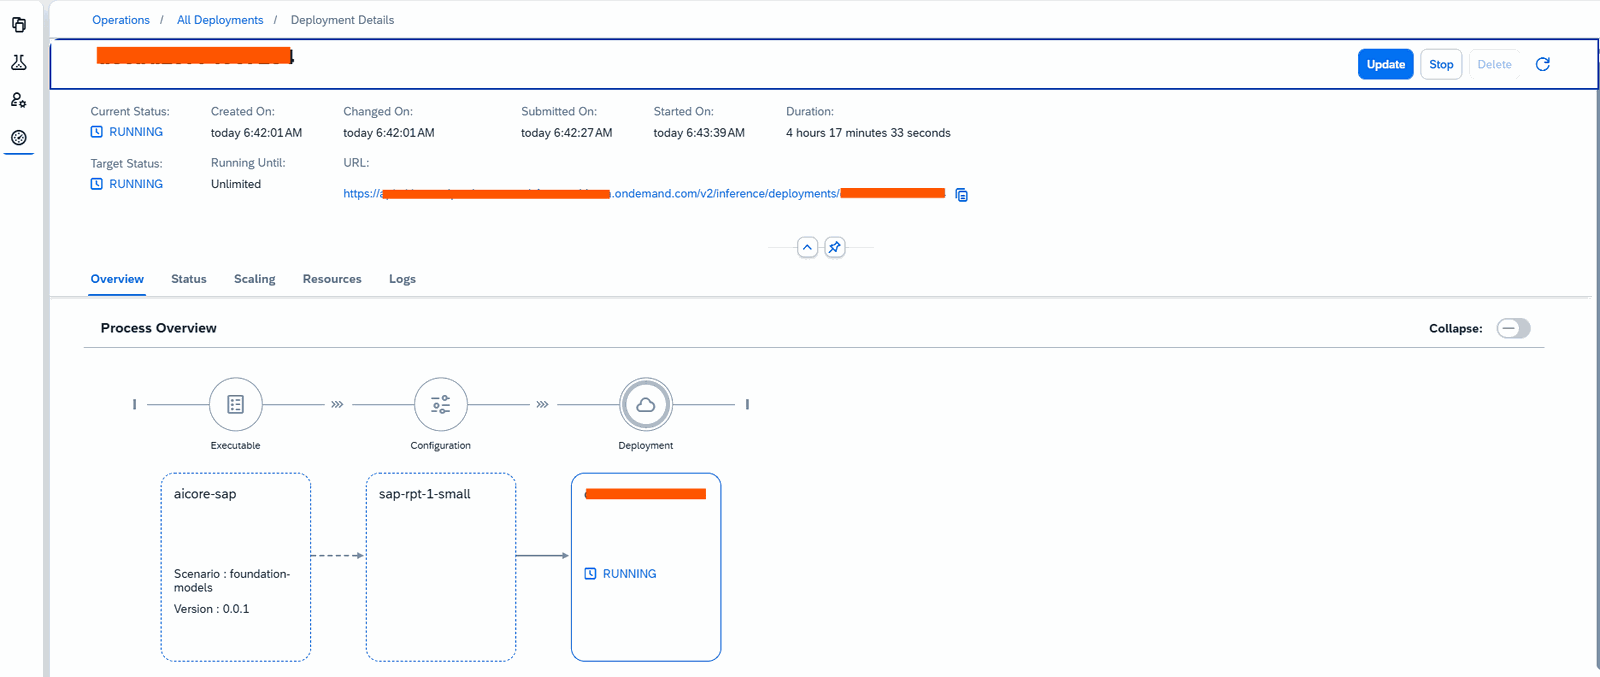 Operations / All Deployments / Deployment Details
Update Stop Delete
Current Status: Created On: Changed On: Submitted On: Started On: Duration:
RUNNING today 6:42:01 AM today 6:42:01 AM today 6:42:27 AM today 6:43:39 AM 4 hours 17 minutes 33 seconds
Target Status: Running Until: URL:
RUNNING Unlimited
https:// .ondemand.com/v2/inference/deployments/
Overview Status Scaling Resources Logs
Process Overview Collapse:
Executable Configuration Deployment
aicore-sap sap-rpt-1-small
Scenario : foundation-
models
Version : 0.0.1
RUNNING